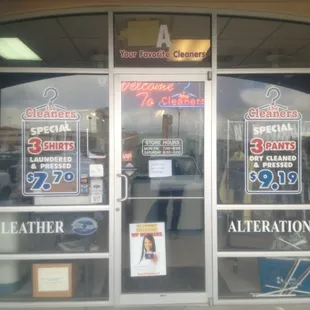 A
Your Favorite Cleaners
Welcome
To
Cleaners
Cleaners
SPECIAL
3 SHIRTS
LAUNDERED
& PRESSED
$7.70
Cleaners
SPECIAL
3 PANTS
DRY CLEANED
& PRESSED
$9.19
STORE HOURS
LEATHER
ALTERATION